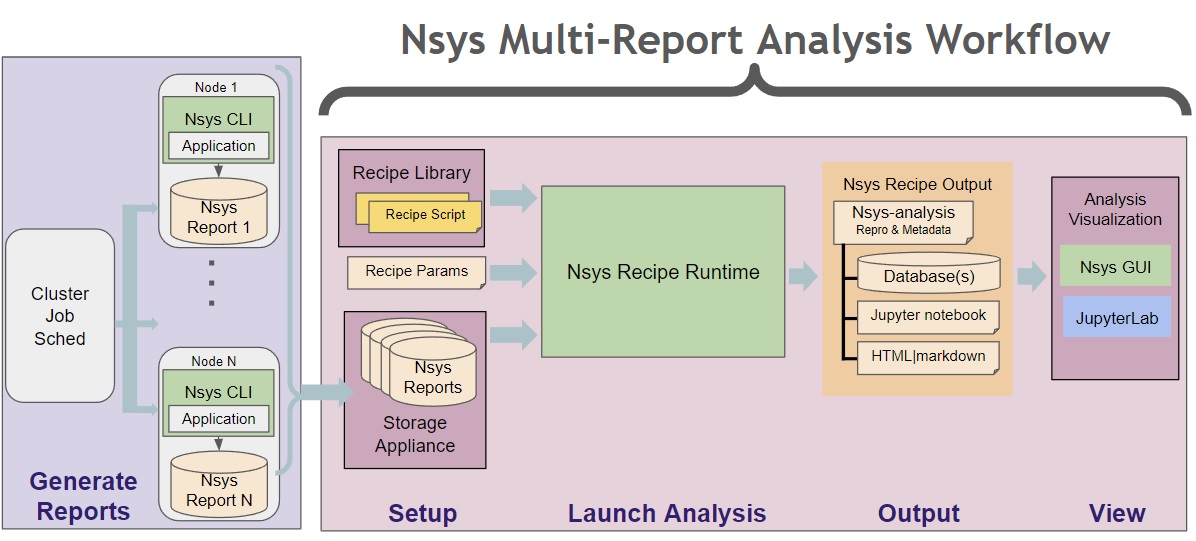 Nsys Multi-Report Analysis Workflow
Cluster
Job
Sched
Node 1
Nsys CLI
Application
Nsys
Report 1
Node N
Nsys CLI
Application
Nsys
Report N
Generate
Reports
Recipe Library
Recipe Script
Recipe Params
Nsys
Reports
Storage
Appliance
Setup
Nsys Recipe Runtime
Launch Analysis
Nsys Recipe Output
Nsys-analysis
Repro & Metadata
Database(s)
Jupyter notebook
HTML|markdown
Output
Analysis
Visualization
Nsys GUI
JupyterLab
View